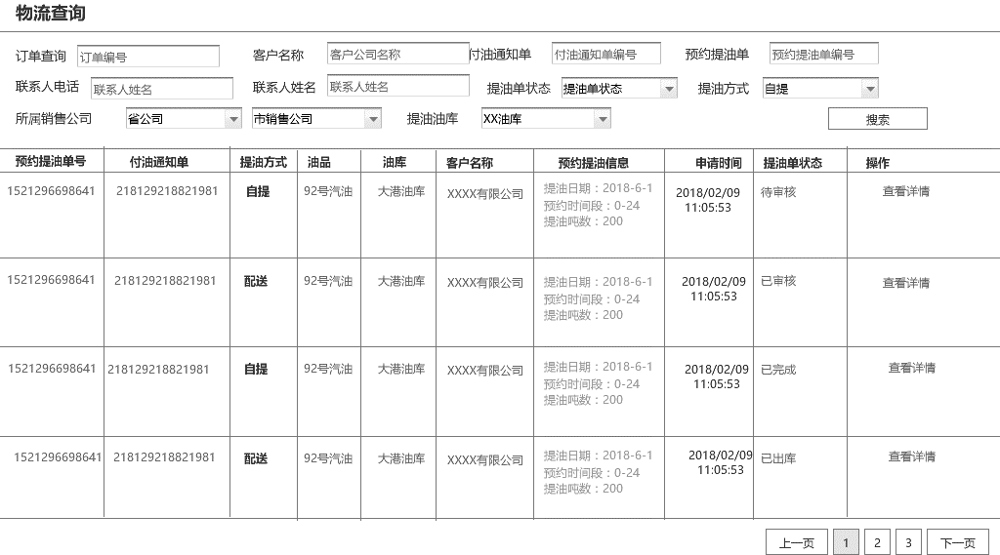 物流查询
订单查询 订单编号 客户名称 客户公司名称 付油通知单 付油通知单编号 预约提油单 预约提油单编号
联系人电话 联系人姓名 联系人姓名 联系人姓名 提油单状态 提油单状态 提油方式 自提
所属销售公司 省公司 市销售公司 提油油库 XX油库 搜索
预约提油单号 付油通知单 提油方式 油品 油库 客户名称 预约提油信息 申请时间 提油单状态 操作
1521296698641 218129218821981 自提 92号汽油 大港油库 XXXX有限公司 提油日期：2018-6-1 2018/02/09 待审核 查看详情
预约时间段：0-24 11:05:53
提油吨数：200
1521296698641 218129218821981 配送 92号汽油 大港油库 XXXX有限公司 提油日期：2018-6-1 2018/02/09 已审核 查看详情
预约时间段：0-24 11:05:53
提油吨数：200
1521296698641 218129218821981 自提 92号汽油 大港油库 XXXX有限公司 提油日期：2018-6-1 2018/02/09 已完成 查看详情
预约时间段：0-24 11:05:53
提油吨数：200
1521296698641 218129218821981 配送 92号汽油 大港油库 XXXX有限公司 提油日期：2018-6-1 2018/02/09 已出库 查看详情
预约时间段：0-24 11:05:53
提油吨数：200
上一页 1 2 3 下一页